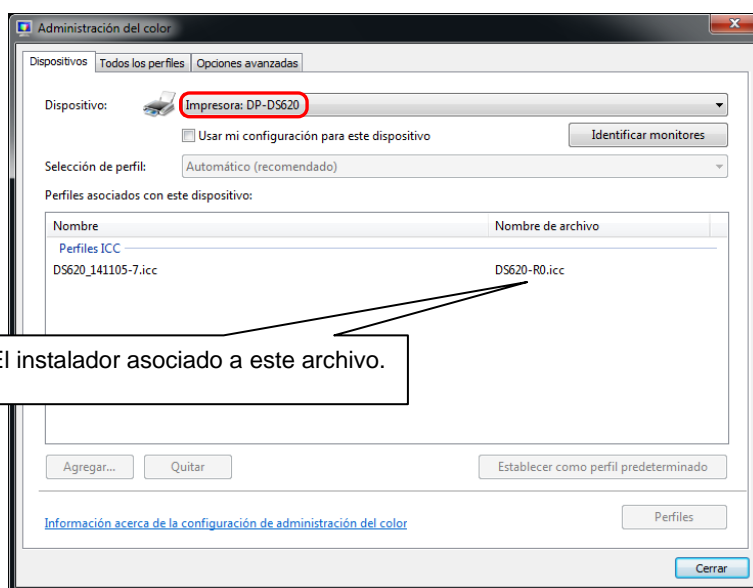 Administración del color
Dispositivos Todos los perfiles Opciones avanzadas
Dispositivo: Impresora: DP-DS620
Usar mi configuración para este dispositivo Identificar monitores
Selección de perfil: Automático (recomendado)
Perfiles asociados con este dispositivo:
Nombre Nombre de archivo
Perfiles ICC
DS620_141105-7.icc DS620-R0.icc
El instalador asociado a este archivo.
Agregar... Quitar Establecer como perfil predeterminado
Información acerca de la configuración de administración del color Perfiles
Cerrar